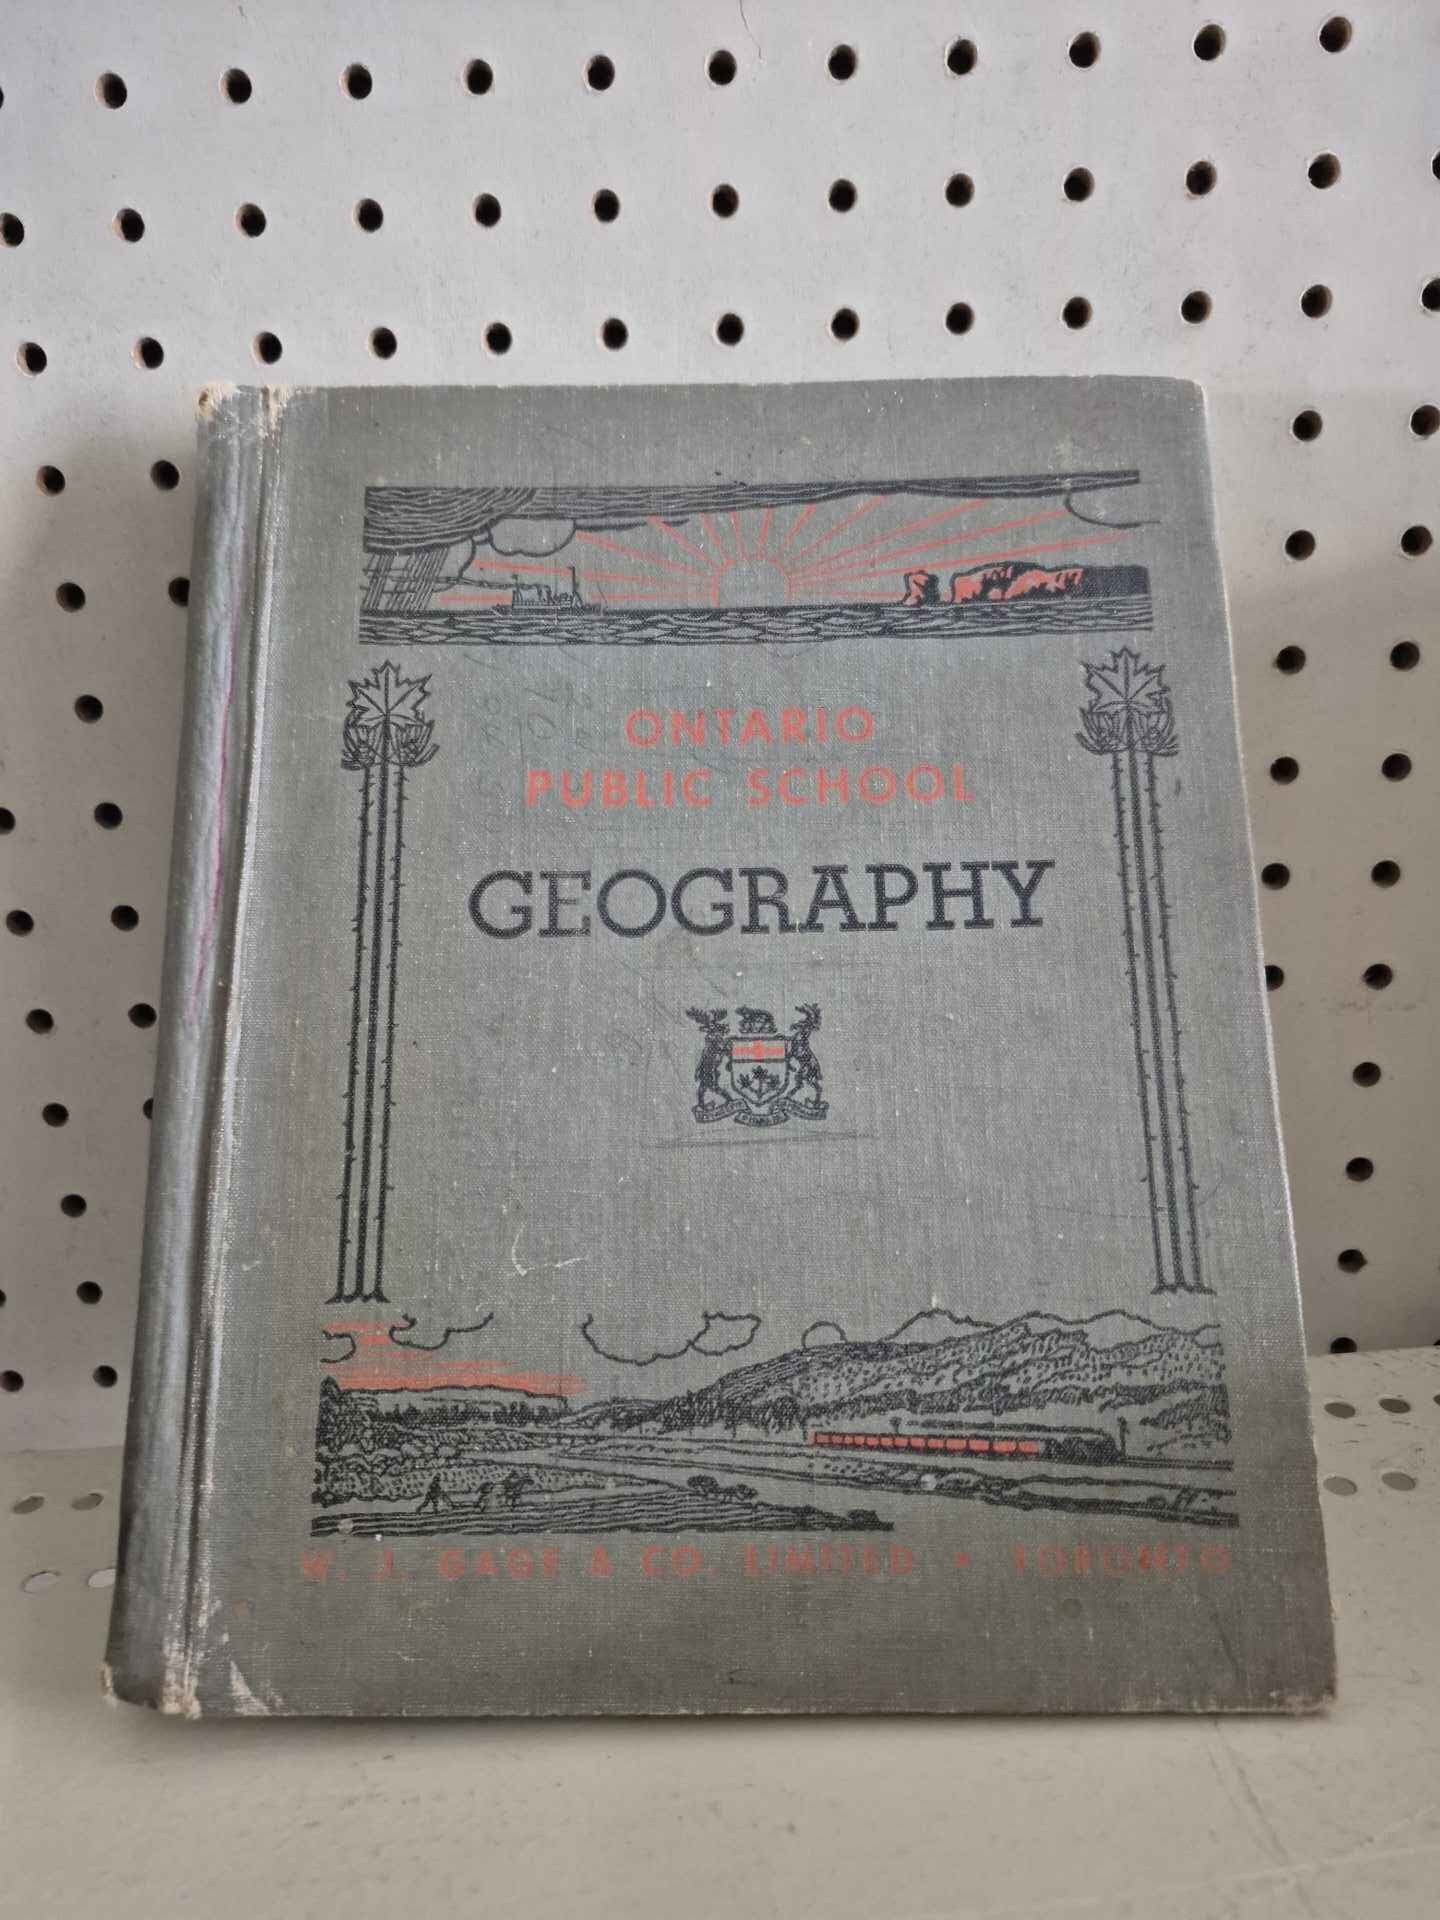 ONTARIO
PUBLIC SCHOOL
GEOGRAPHY
W. J. GAGE & CO. LIMITED • TORONTO